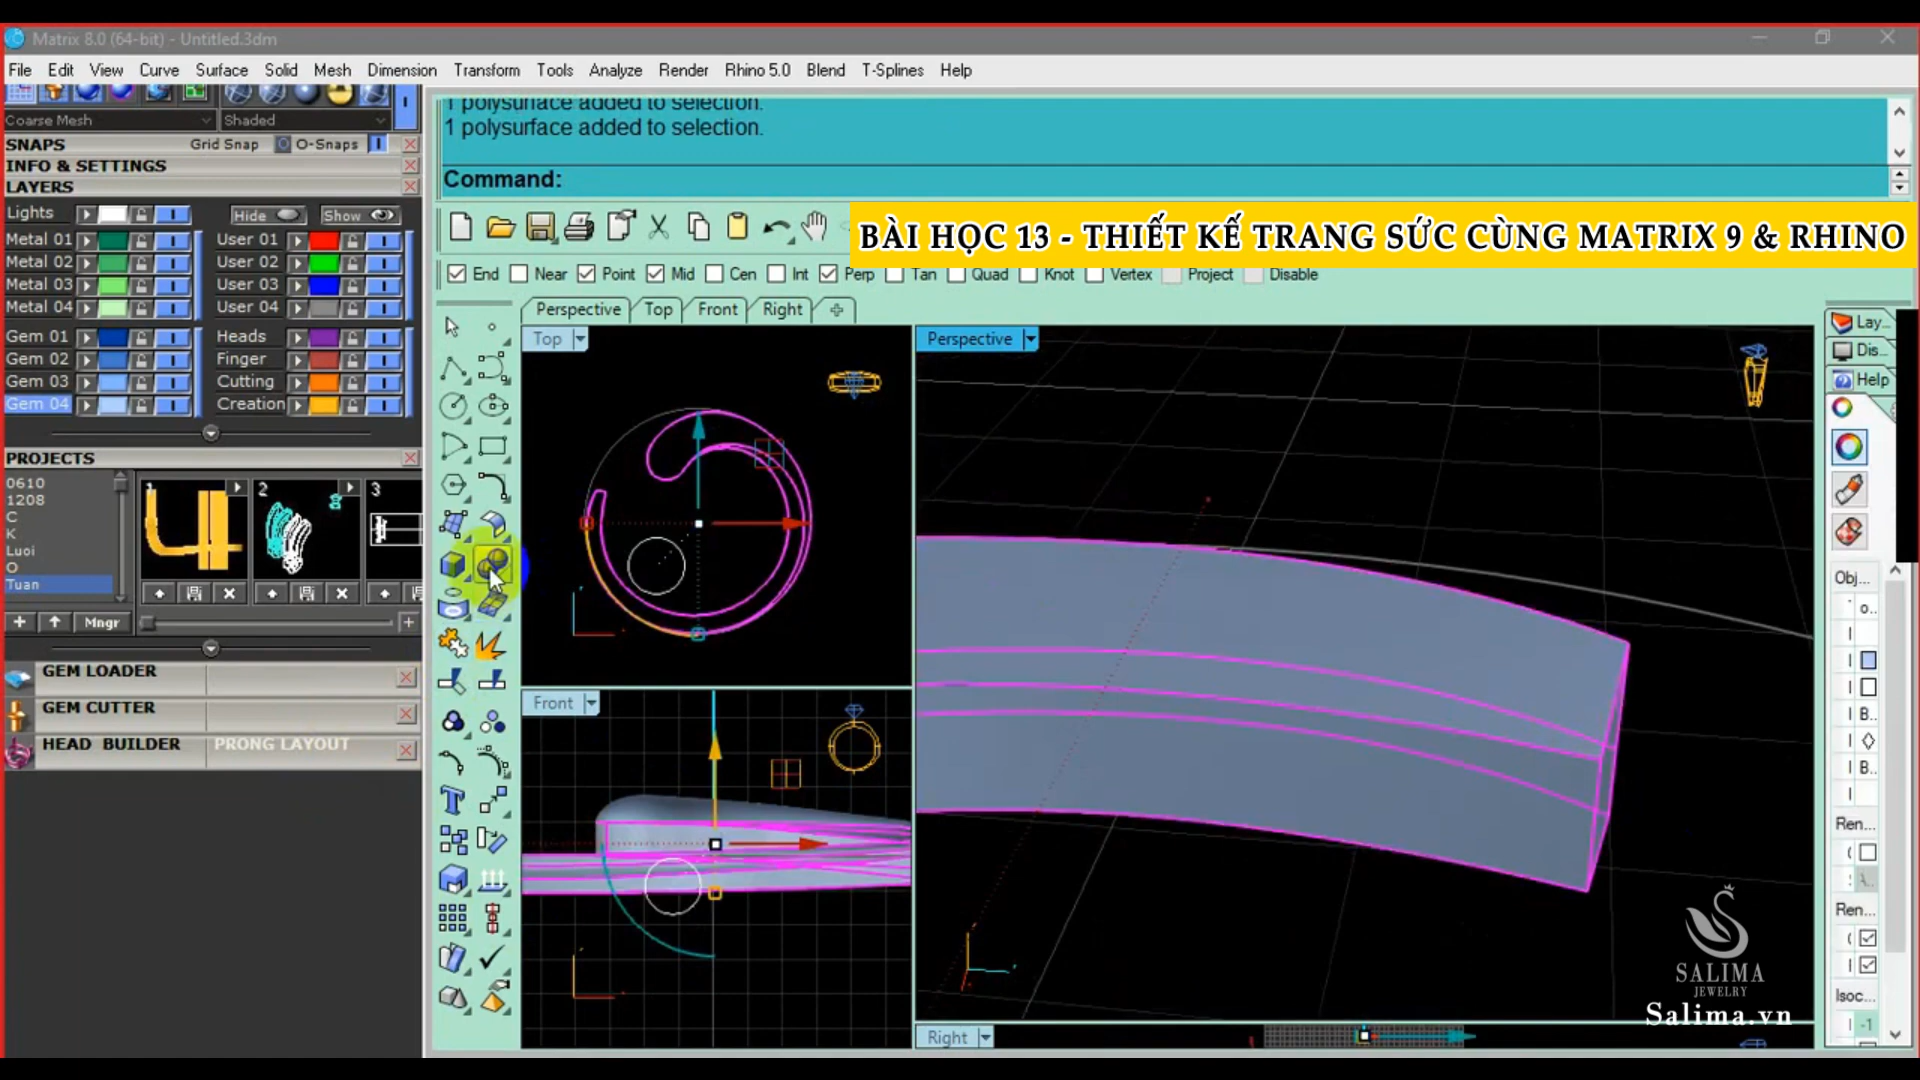 Matrix 8.0 (64-bit) - Untitled.3dm
File Edit View Curve Surface Solid Mesh Dimension Transform Tools Analyze Render Rhino 5.0 Blend T-Splines Help
Coarse Mesh Shaded
SNAPS Grid Snap O-Snaps
INFO & SETTINGS
LAYERS
Lights Hide Show
Metal 01 User 01
Metal 02 User 02
Metal 03 User 03
Metal 04 User 04
Gem 01 Heads
Gem 02 Finger
Gem 03 Cutting
Gem 04 Creation
PROJECTS
0610
1208
C
K
Luoi
O
Tuan
1 2 3
Mngr
GEM LOADER
GEM CUTTER
HEAD BUILDER PRONG LAYOUT
1 polysurface added to selection.
1 polysurface added to selection.
Command:
BÀI HỌC 13 - THIẾT KẾ TRANG SỨC CÙNG MATRIX 9 & RHINO
End Near Point Mid Cen Int Perp Tan Quad Knot Vertex Project Disable
Perspective Top Front Right
Top
Perspective
Front
Right
Lay...
Dis...
Help
Obj...
o..
B..
B..
Ren...
Ren...
Isoc...
-1
SALIMA
JEWELRY
Salima.vn